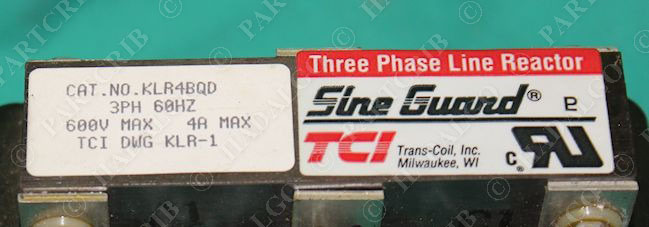 CAT.NO.KLR4BQD
3PH 60HZ
600V MAX 4A MAX
TCI DWG KLR-1
Three Phase Line Reactor
Sine Guard®
TCI
Trans-Coil, Inc.
Milwaukee, WI